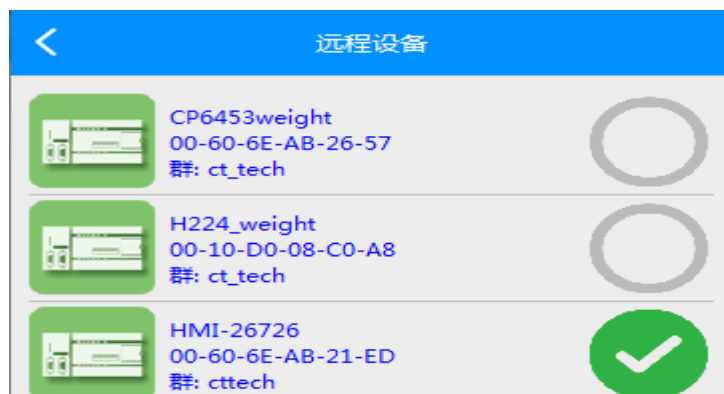 远程设备
CP6453weight
00-60-6E-AB-26-57
群: ct_tech
H224_weight
00-10-D0-08-C0-A8
群: ct_tech
HMI-26726
00-60-6E-AB-21-ED
群: cttech